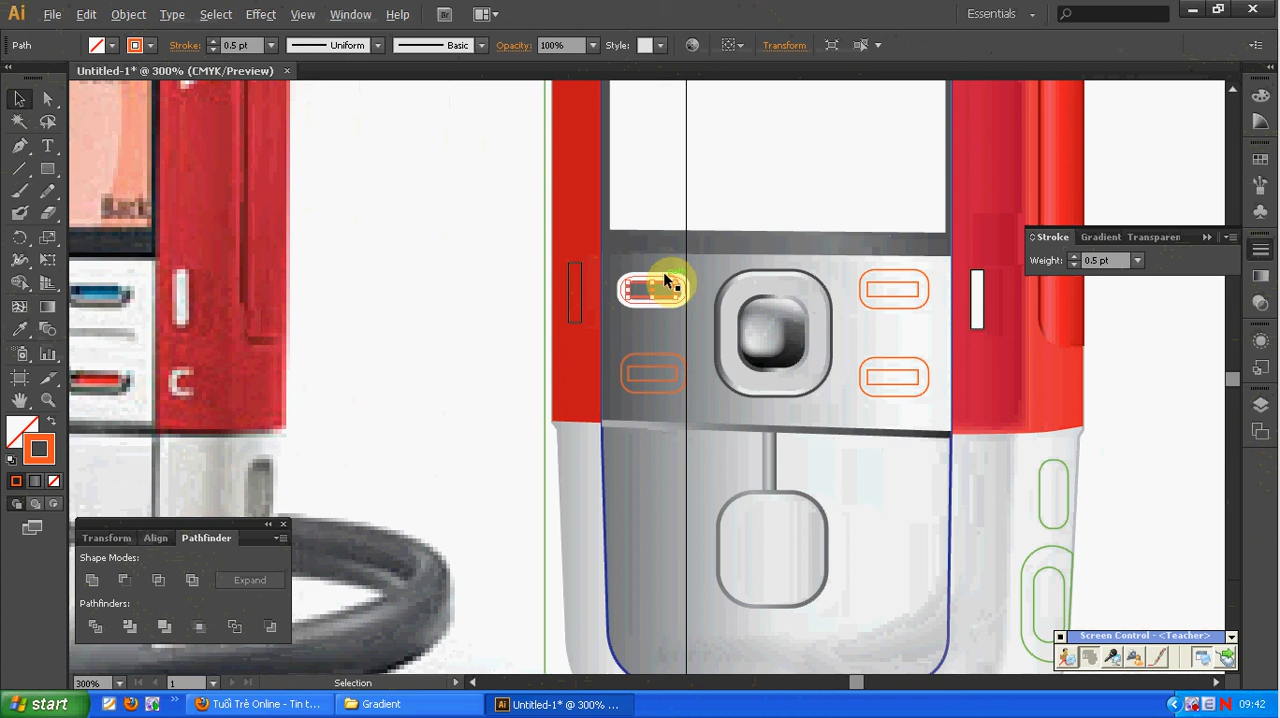 Ai File Edit Object Type Select Effect View Window Help Br Essentials
Path Stroke: 0.5 pt Uniform Basic Opacity: 100% Style: Transform
Untitled-1* @ 300% (CMYK/Preview)
Back
C
Stroke Gradient Transparen
Weight: 0.5 pt
Transform Align Pathfinder
Shape Modes:
Expand
Pathfinders:
Screen Control - <Teacher>
300% 1 Selection
start Tuổi Trẻ Online - Tin t... Gradient Untitled-1* @ 300% ... 09:42